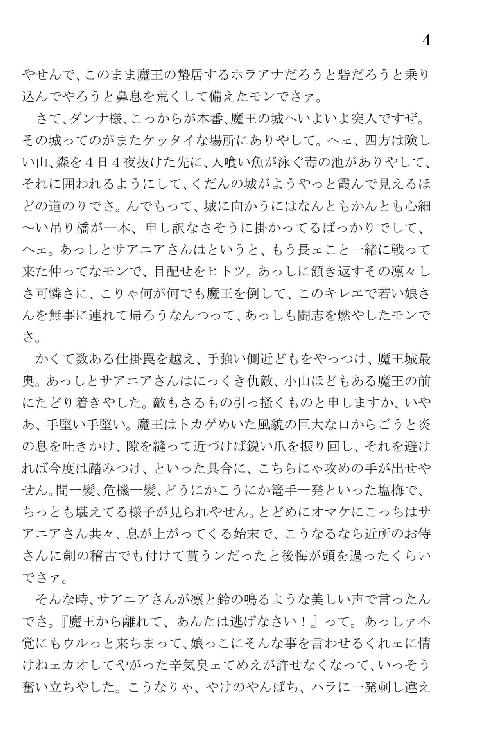 4
やせんで、このまま魔王の蟄居するホラアナだろうと砦だろうと乗り
込んでやろうと鼻息を荒くして備えたモンでさァ。
　さて、ダンナ様、こっからが本番、魔王の城へいよいよ突入ですぜ。
その城ってのがまたケッタイな場所にありやして。ヘェ、四方は険し
い山、森を４日４夜抜けた先に、人喰い魚が泳ぐ毒の池がありやして、
それに囲われるようにして、くだんの城がようやっと霞んで見えるほ
どの道のりでさ。んでもって、城に向かうにはなんともかんとも心細
〜い吊り橋が一本、申し訳なさそうに掛かってるばっかりでして、
ヘェ。あっしとサアニアさんはというと、もう長ェこと一緒に戦って
来た仲ってなモンで、目配せをヒトツ。あっしに頷き返すその凛々し
さ可憐さに、こりゃ何が何でも魔王を倒して、このキレエで若い娘さ
んを無事に連れて帰ろうなんつって、あっしも闘志を燃やしたモンで
さ。
　かくて数ある仕掛罠を越え、手強い側近どもをやっつけ、魔王城最
奥。あっしとサアニアさんはにっくき仇敵、小山ほどもある魔王の前
にたどり着きやした。敵もさるもの引っ掻くものと申しますか、いや
あ、手堅い手堅い。魔王はトカゲめいた風貌の巨大な口からごうと炎
の息を吐きかけ、隙を縫って近づけば鋭い爪を振り回し、それを避け
れば今度は踏みつけ、といった具合に、こちらにゃ攻めの手が出せや
せん。間一髪、危機一髪、どうにかこうにか篭手一発といった塩梅で、
ちっとも堪えてる様子が見られやせん。とどめにオマケにこっちはサ
アニアさん共々、息が上がってくる始末で、こうなるなら近所のお侍
さんに剣の稽古でも付けて貰うンだったと後悔が頭を過ったくらい
でさァ。
　そんな時、サアニアさんが凛と鈴の鳴るような美しい声で言ったん
でさ。『魔王から離れて、あんたは逃げなさい！』って。あっしァ不
覚にもウルっと来ちまって、娘っこにそんな事を言わせるくれェに情
けねェカオしてやがった辛気臭ェてめえが許せなくなって、いっそう
奮い立ちやした。こうなりゃ、やけのやんぱち、ハラに一発刺し違え